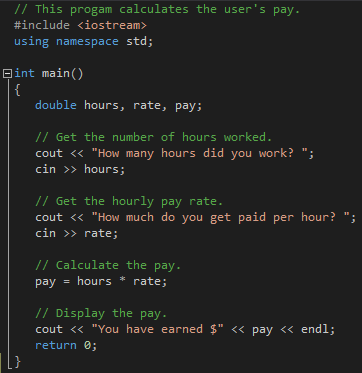 // This progam calculates the user's pay.
#include <iostream>
using namespace std;
int main()
{
double hours, rate, pay;
// Get the number of hours worked.
cout << "How many hours did you work? ";
cin >> hours;
// Get the hourly pay rate.
cout << "How much do you get paid per hour? ";
cin >> rate;
// Calculate the pay.
pay = hours * rate;
// Display the pay.
cout << "You have earned $" << pay << endl;
return 0;
}